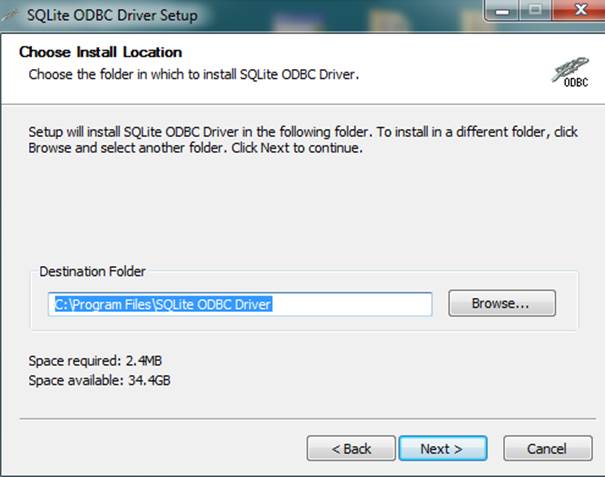 SQLite ODBC Driver Setup
Choose Install Location
Choose the folder in which to install SQLite ODBC Driver.
ODBC
Setup will install SQLite ODBC Driver in the following folder. To install in a different folder, click
Browse and select another folder. Click Next to continue.
Destination Folder
C:\Program Files\SQLite ODBC Driver
Browse...
Space required: 2.4MB
Space available: 34.4GB
< Back
Next >
Cancel